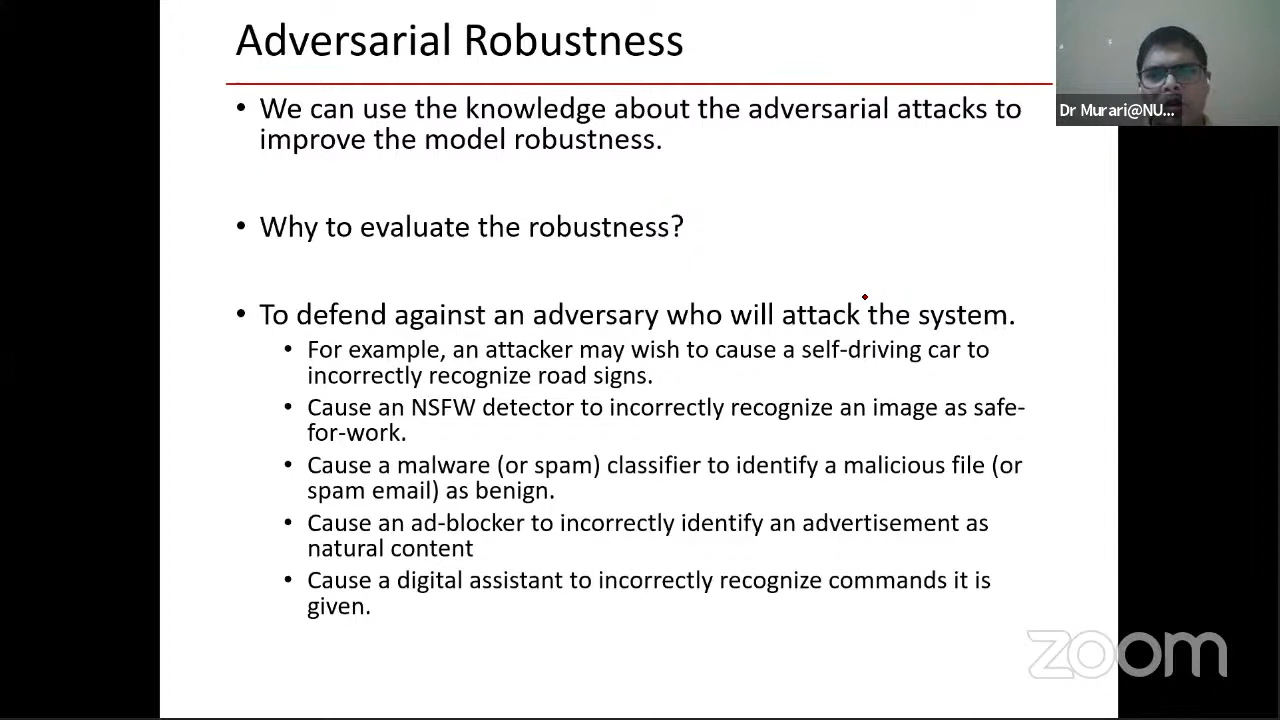 Adversarial Robustness
• We can use the knowledge about the adversarial attacks to
improve the model robustness.
• Why to evaluate the robustness?
• To defend against an adversary who will attack the system.
• For example, an attacker may wish to cause a self-driving car to
incorrectly recognize road signs.
• Cause an NSFW detector to incorrectly recognize an image as safe-
for-work.
• Cause a malware (or spam) classifier to identify a malicious file (or
spam email) as benign.
• Cause an ad-blocker to incorrectly identify an advertisement as
natural content
• Cause a digital assistant to incorrectly recognize commands it is
given.
Dr Murari@NU...
zoom